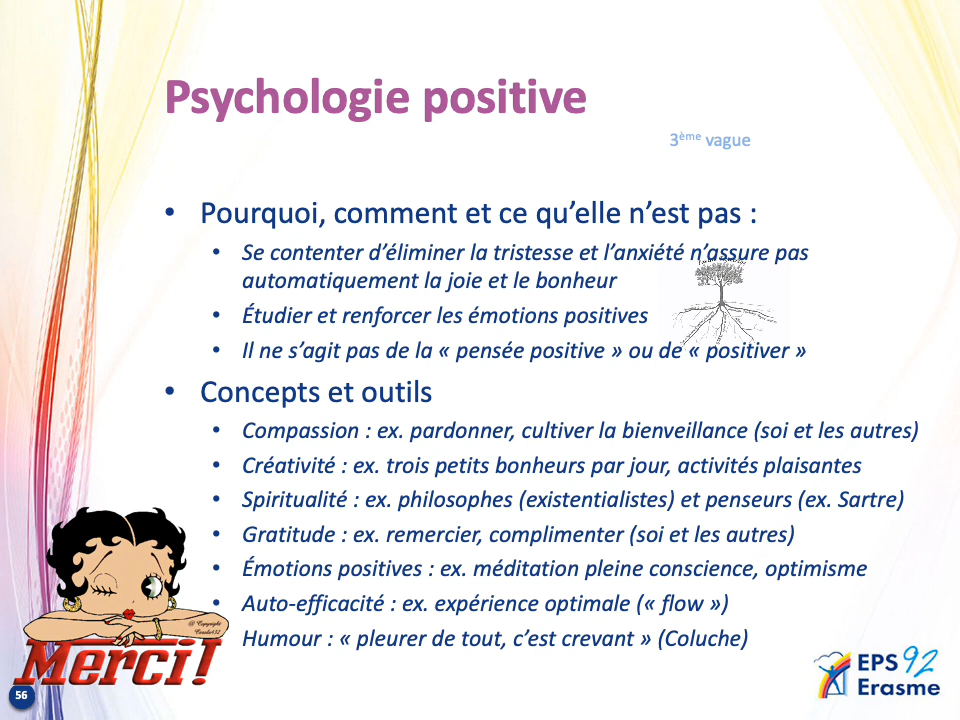 Psychologie positive
3ème vague
• Pourquoi, comment et ce qu’elle n’est pas :
• Se contenter d’éliminer la tristesse et l’anxiété n’assure pas
automatiquement la joie et le bonheur
• Étudier et renforcer les émotions positives
• Il ne s’agit pas de la « pensée positive » ou de « positiver »
• Concepts et outils
• Compassion : ex. pardonner, cultiver la bienveillance (soi et les autres)
• Créativité : ex. trois petits bonheurs par jour, activités plaisantes
• Spiritualité : ex. philosophes (existentialistes) et penseurs (ex. Sartre)
• Gratitude : ex. remercier, complimenter (soi et les autres)
• Émotions positives : ex. méditation pleine conscience, optimisme
• Auto-efficacité : ex. expérience optimale (« flow »)
Humour : « pleurer de tout, c’est crevant » (Coluche)
@ Copyright
Merci!
56
EPS 92
Erasme